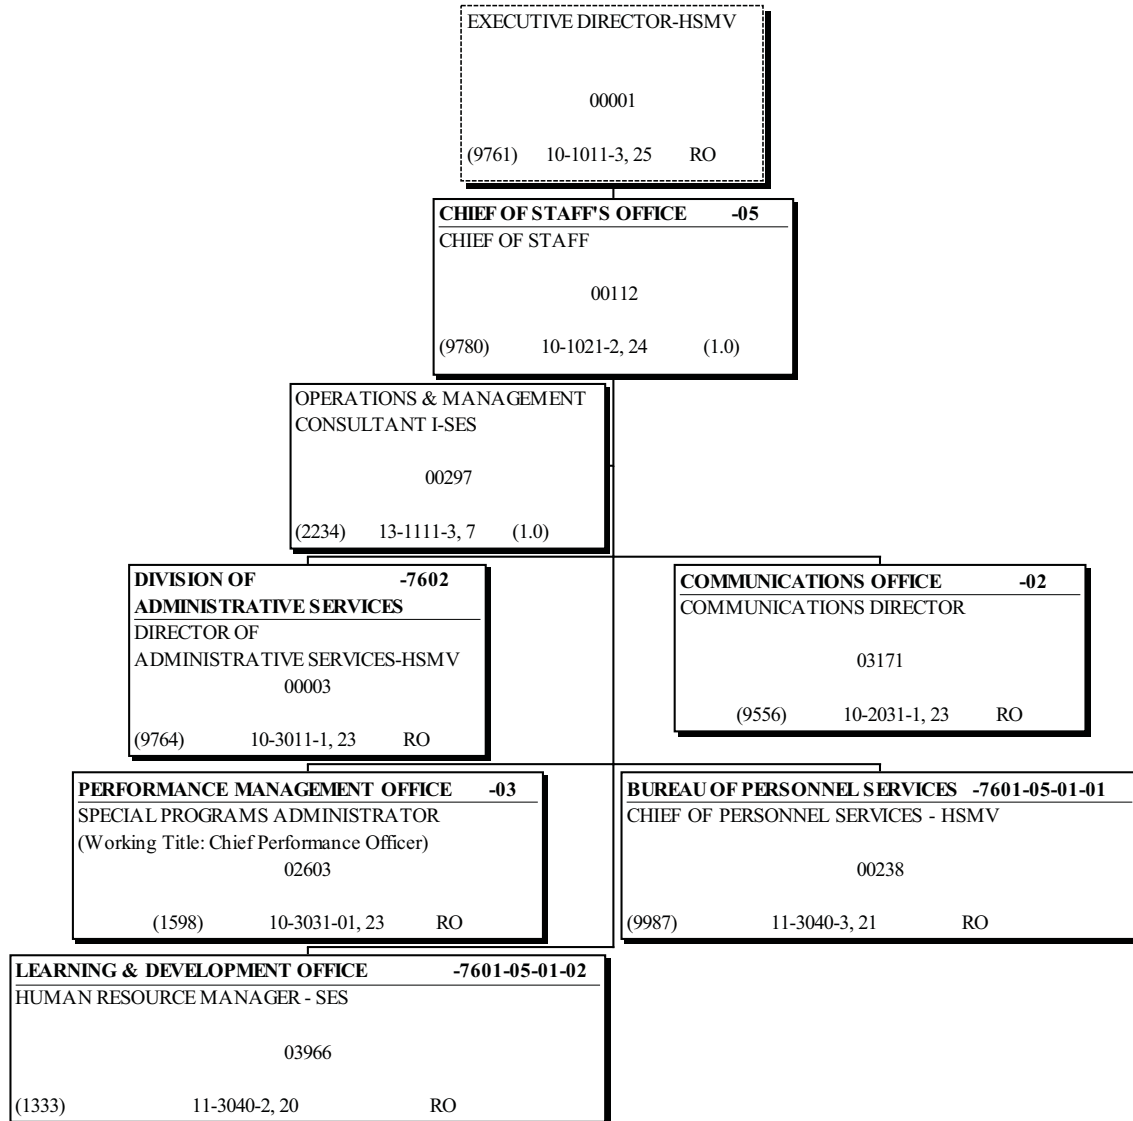 EXECUTIVE DIRECTOR-HSMV
00001
(9761) 10-1011-3, 25 RO
CHIEF OF STAFF'S OFFICE -05
CHIEF OF STAFF
00112
(9780) 10-1021-2, 24 (1.0)
OPERATIONS & MANAGEMENT
CONSULTANT I-SES
00297
(2234) 13-1111-3, 7 (1.0)
DIVISION OF -7602
ADMINISTRATIVE SERVICES
DIRECTOR OF
ADMINISTRATIVE SERVICES-HSMV
00003
(9764) 10-3011-1, 23 RO
COMMUNICATIONS OFFICE -02
COMMUNICATIONS DIRECTOR
03171
(9556) 10-2031-1, 23 RO
PERFORMANCE MANAGEMENT OFFICE -03
SPECIAL PROGRAMS ADMINISTRATOR
(Working Title: Chief Performance Officer)
02603
(1598) 10-3031-01, 23 RO
BUREAU OF PERSONNEL SERVICES -7601-05-01-01
CHIEF OF PERSONNEL SERVICES - HSMV
00238
(9987) 11-3040-3, 21 RO
LEARNING & DEVELOPMENT OFFICE -7601-05-01-02
HUMAN RESOURCE MANAGER - SES
03966
(1333) 11-3040-2, 20 RO